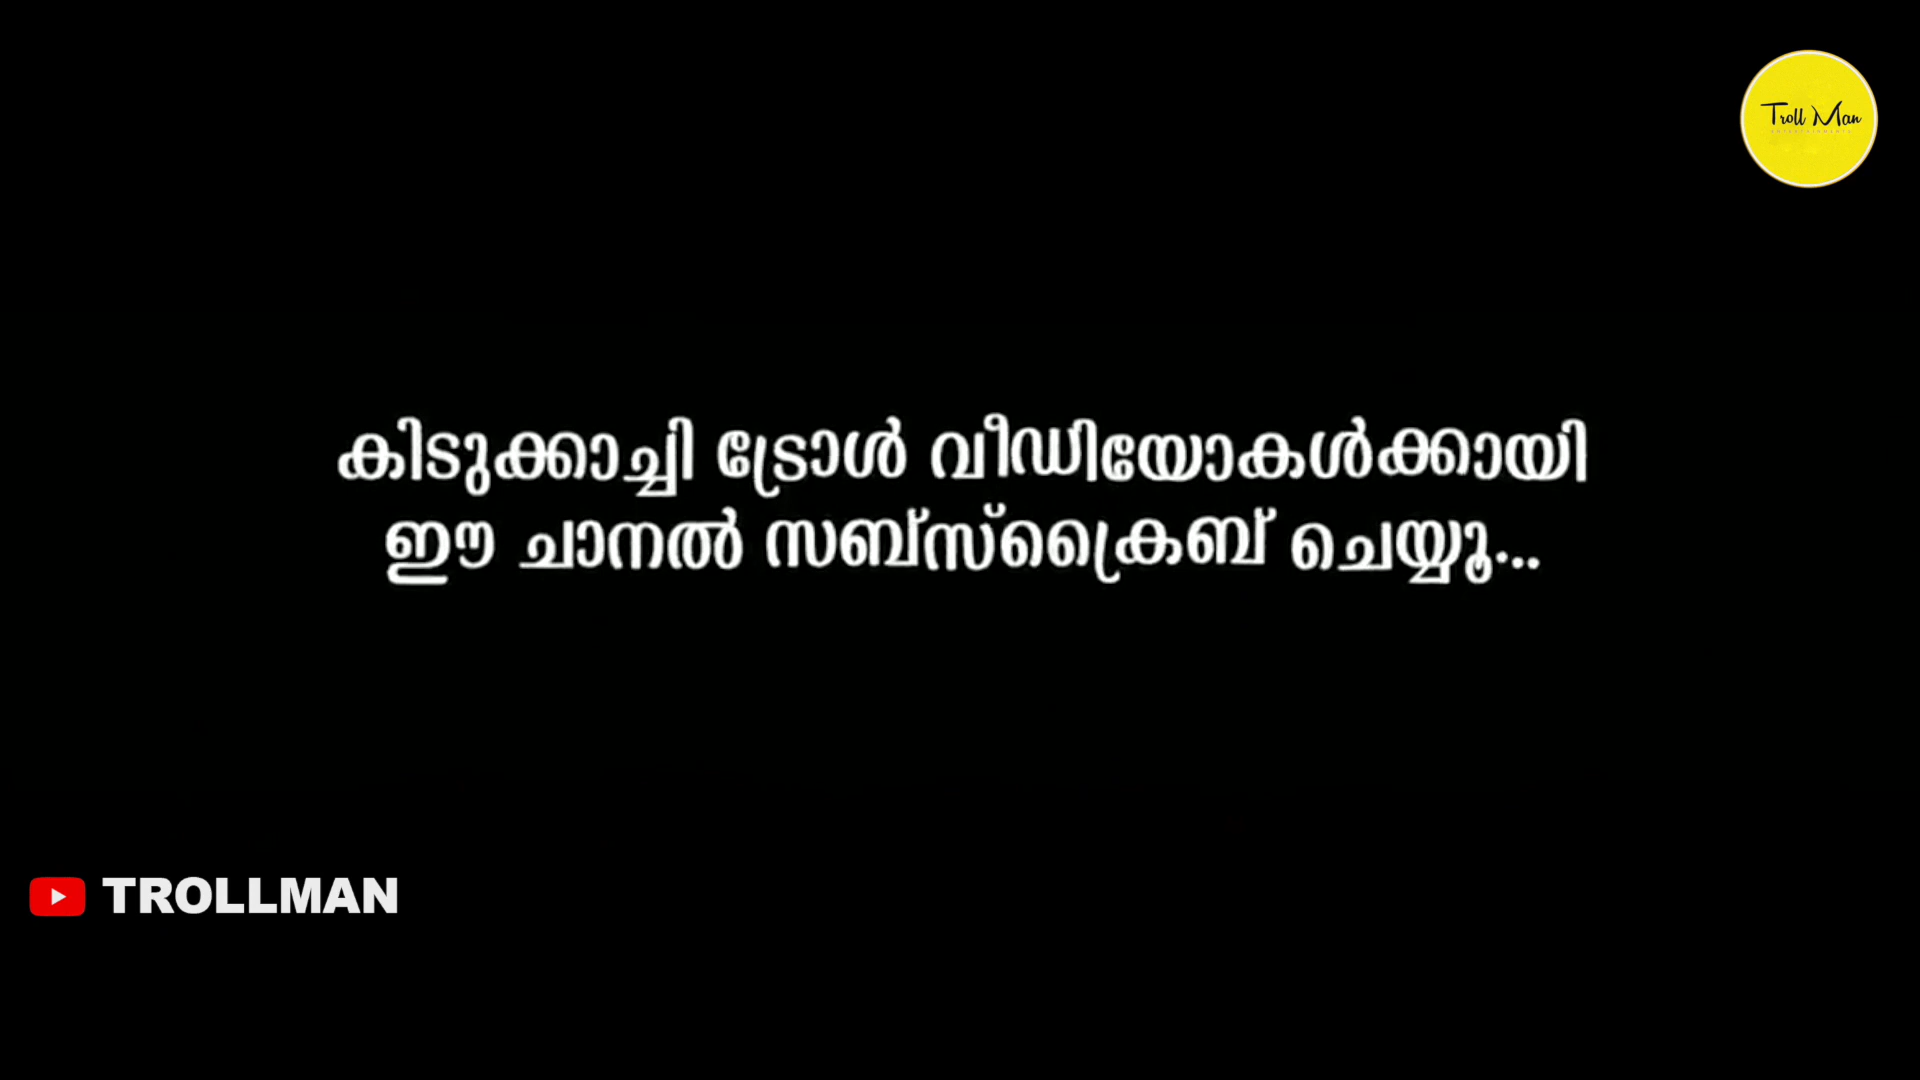 Troll Man
കിടുക്കാച്ചി ട്രോൾ വീഡിയോകൾക്കായി
ഈ ചാനൽ സബ്സ്ക്രൈബ് ചെയ്യൂ...
TROLLMAN